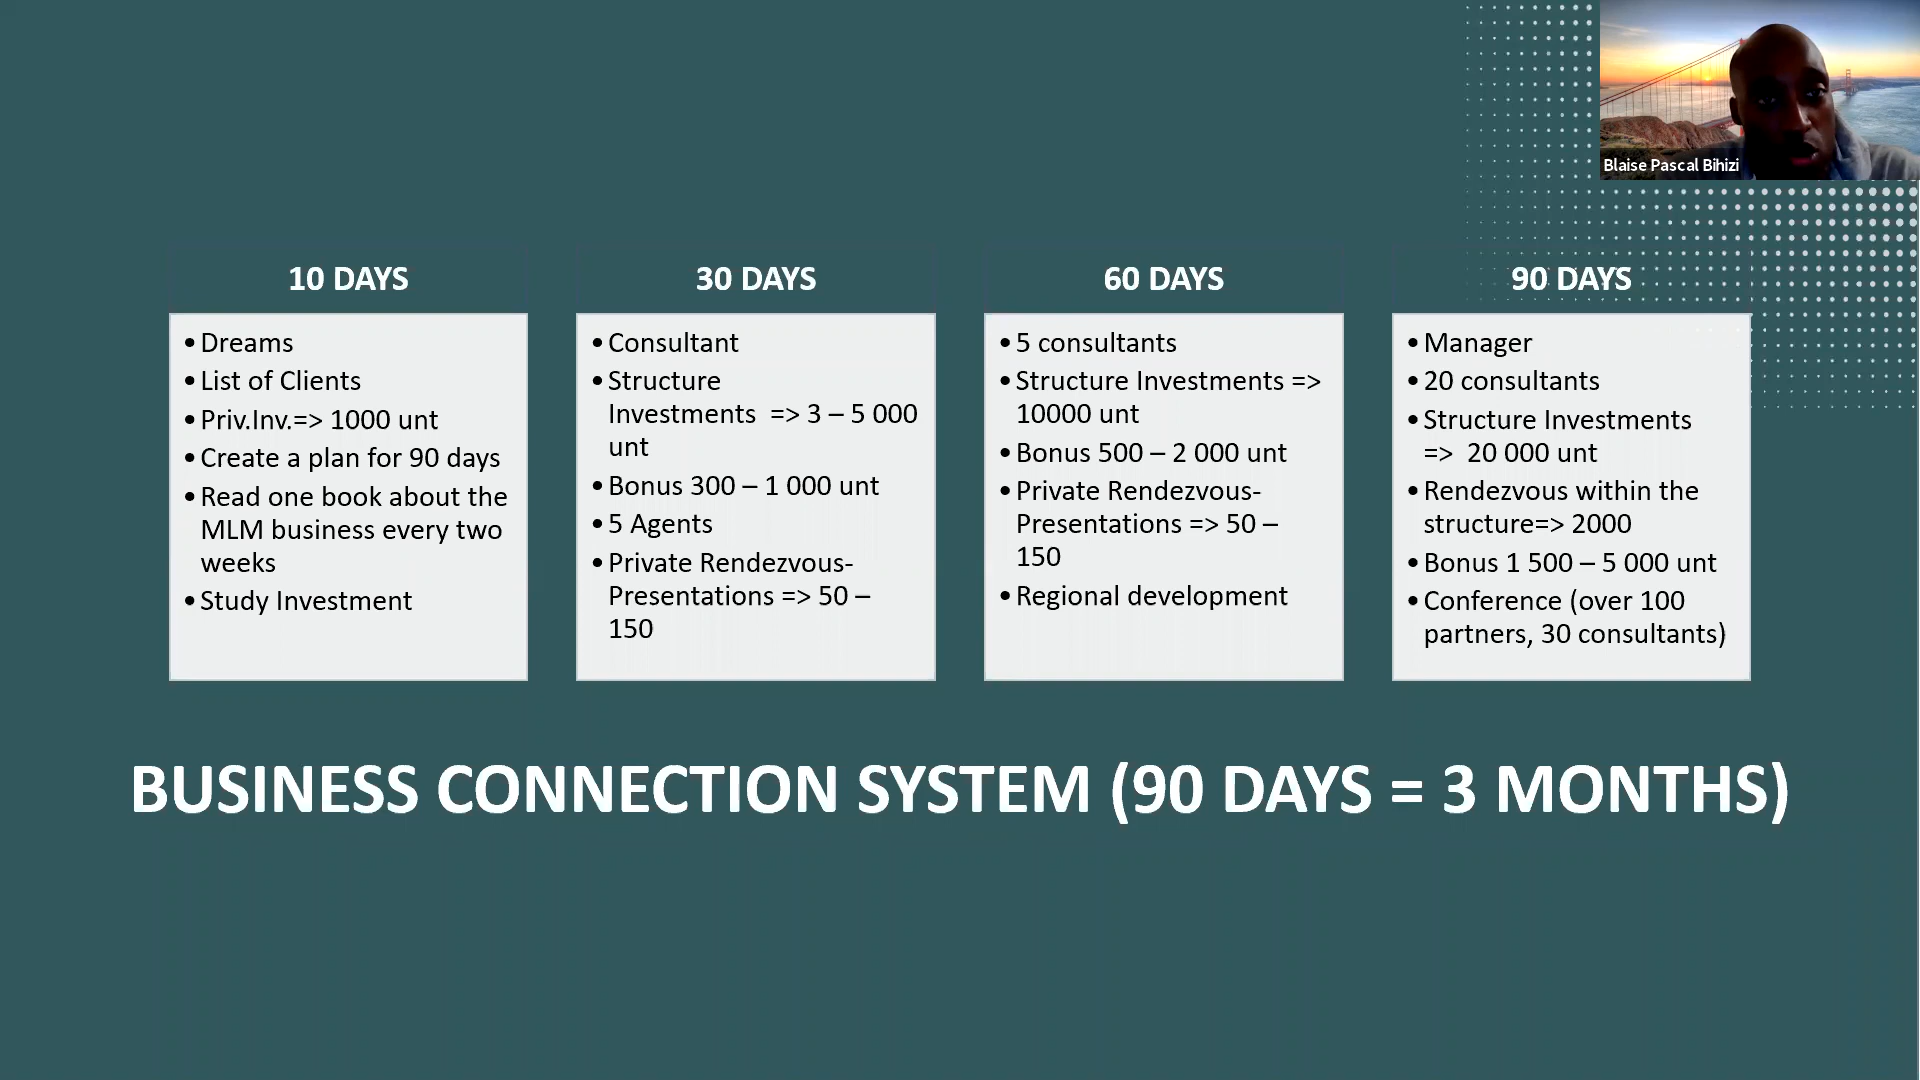 Blaise Pascal Bihizi
10 DAYS
• Dreams
• List of Clients
• Priv.Inv.=> 1000 unt
• Create a plan for 90 days
• Read one book about the
MLM business every two
weeks
• Study Investment
30 DAYS
• Consultant
• Structure
Investments => 3 – 5 000
unt
• Bonus 300 – 1 000 unt
• 5 Agents
• Private Rendezvous-
Presentations => 50 –
150
60 DAYS
• 5 consultants
• Structure Investments =>
10000 unt
• Bonus 500 – 2 000 unt
• Private Rendezvous-
Presentations => 50 –
150
• Regional development
90 DAYS
• Manager
• 20 consultants
• Structure Investments
=> 20 000 unt
• Rendezvous within the
structure=> 2000
• Bonus 1 500 – 5 000 unt
• Conference (over 100
partners, 30 consultants)
BUSINESS CONNECTION SYSTEM (90 DAYS = 3 MONTHS)